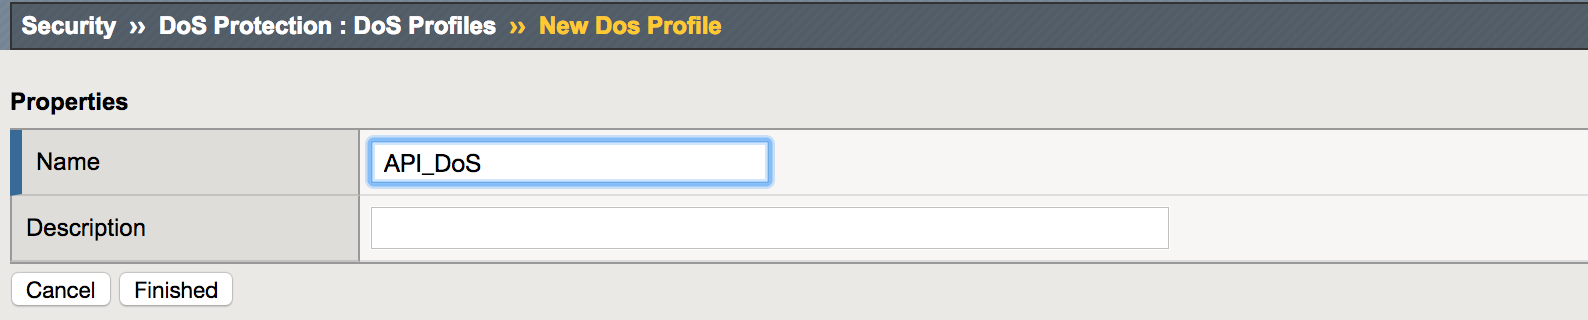 Security ›› DoS Protection : DoS Profiles ›› New Dos Profile
Properties
Name API_DoS
Description
Cancel Finished